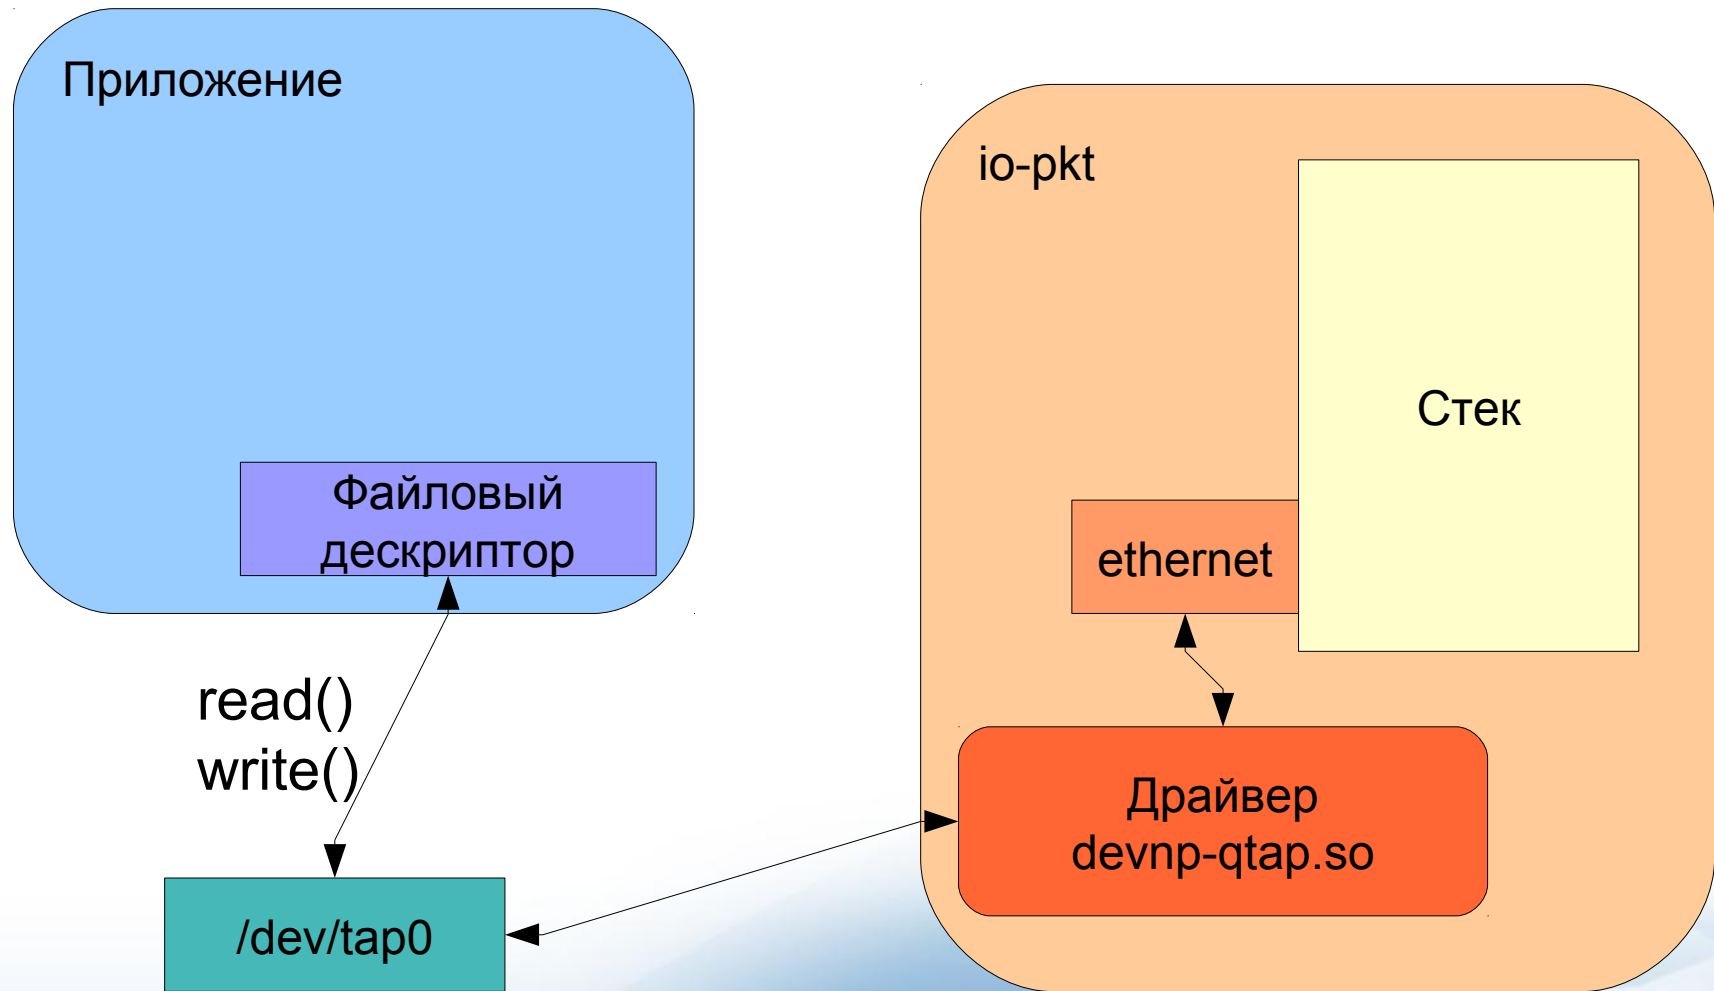 Приложение
Файловый
дескриптор
read()
write()
/dev/tap0
io-pkt
Стек
ethernet
Драйвер
devnp-qtap.so